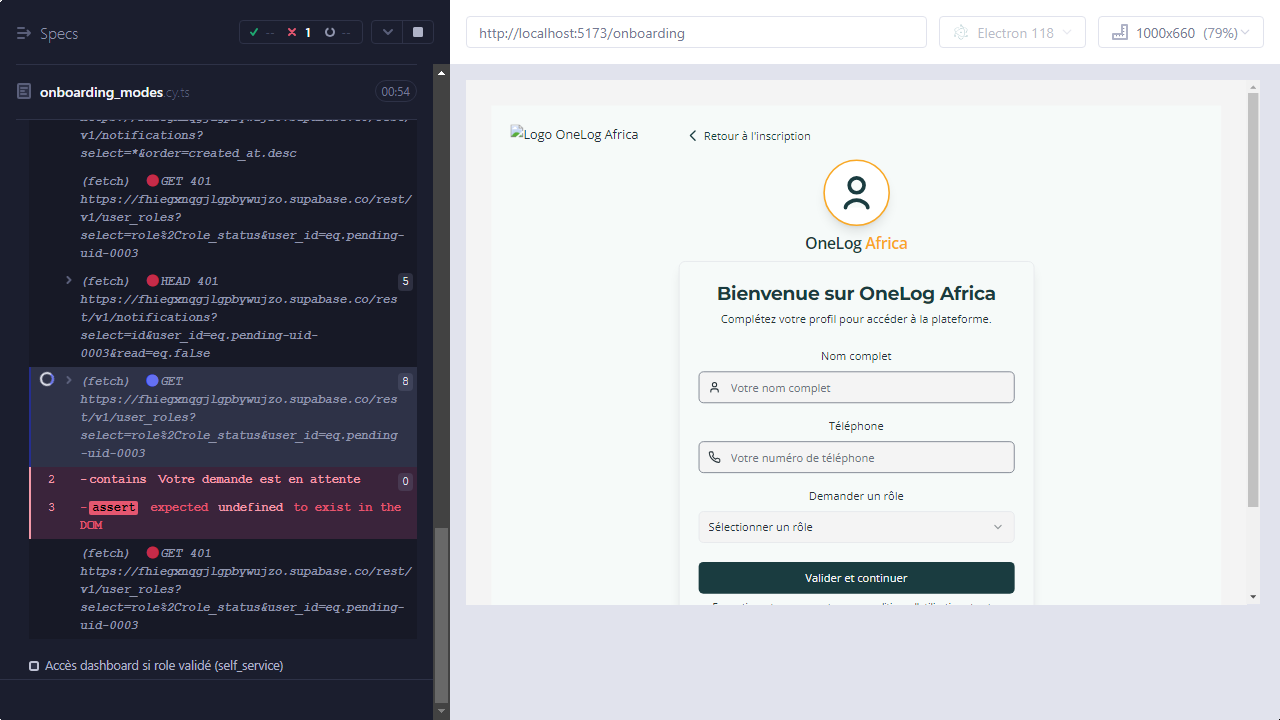 Specs
-- 1 --
onboarding_modes.cy.ts
00:54
v1/notifications?
select=*&order=created_at.desc
(fetch) GET 401
https://fhiegxnqgjlgpbywujzo.supabase.co/rest/
v1/user_roles?
select=role%2Crole_status&user_id=eq.pending-
uid-0003
(fetch) HEAD 401
5
https://fhiegxnqgjlgpbywujzo.supabase.co/res
t/v1/notifications?
select=id&user_id=eq.pending-uid-
0003&read=eq.false
(fetch) GET
8
https://fhiegxnqgjlgpbywujzo.supabase.co/res
t/v1/user_roles?
select=role%2Crole_status&user_id=eq.pending
-uid-0003
2 -contains Votre demande est en attente
0
3 -assert expected undefined to exist in the
DOM
(fetch) GET 401
https://fhiegxnqgjlgpbywujzo.supabase.co/rest/
v1/user_roles?
select=role%2Crole_status&user_id=eq.pending-
uid-0003
Accès dashboard si role validé (self_service)
http://localhost:5173/onboarding
Electron 118
1000x660 (79%)
Logo OneLog Africa
Retour à l'inscription
OneLog Africa
Bienvenue sur OneLog Africa
Complétez votre profil pour accéder à la plateforme.
Nom complet
Votre nom complet
Téléphone
Votre numéro de téléphone
Demander un rôle
Sélectionner un rôle
Valider et continuer